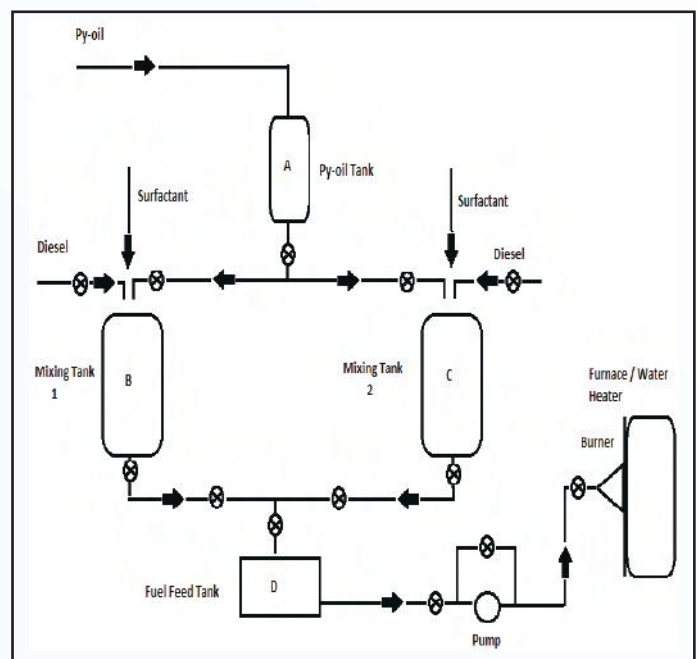 Py-oil
A
Py-oil Tank
Surfactant
Surfactant
Diesel
Diesel
Mixing Tank
1
B
Mixing Tank
2
C
Furnace / Water
Heater
Burner
Fuel Feed Tank
D
Pump